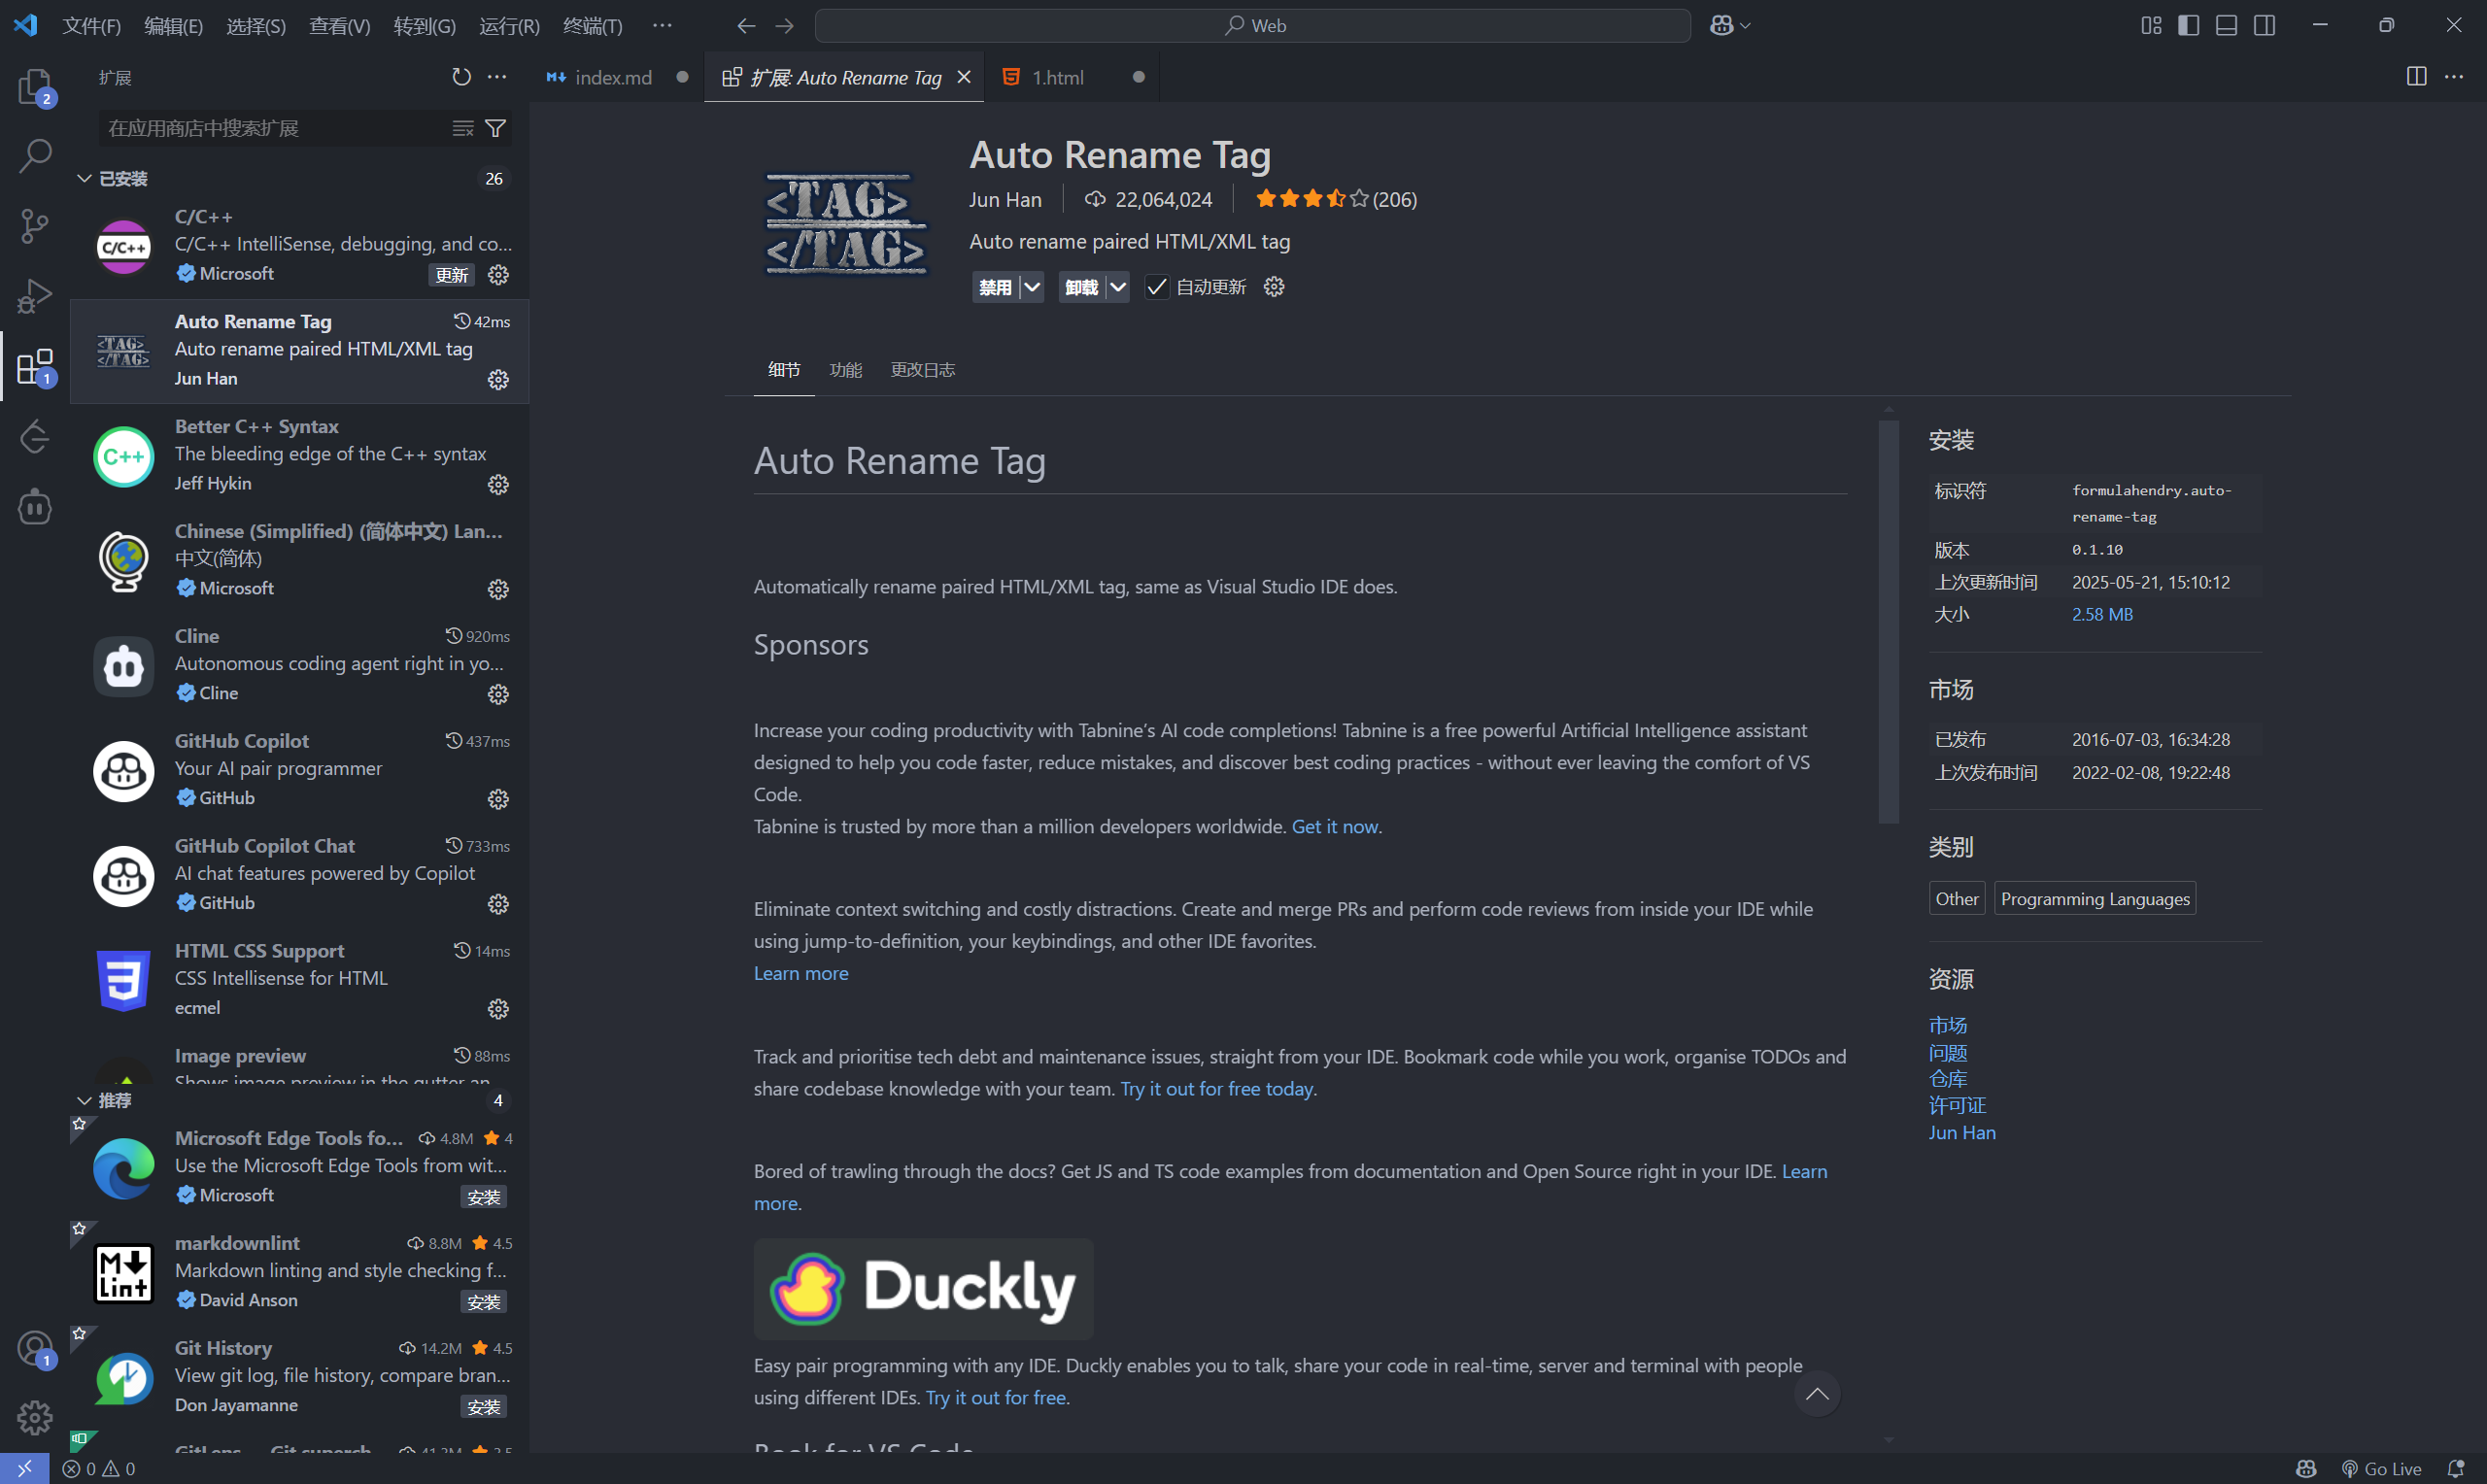 文件(F) 编辑(E) 选择(S) 查看(V) 转到(G) 运行(R) 终端(T) ··· Web
扩展
index.md 扩展: Auto Rename Tag 1.html
2
在应用商店中搜索扩展
已安装 26
C/C++
C/C++ IntelliSense, debugging, and co...
Microsoft 更新
Auto Rename Tag 42ms
Auto rename paired HTML/XML tag
Jun Han
1
Better C++ Syntax
The bleeding edge of the C++ syntax
Jeff Hykin
Chinese (Simplified) (简体中文) Lan...
中文(简体)
Microsoft
Cline 920ms
Autonomous coding agent right in yo...
Cline
GitHub Copilot 437ms
Your AI pair programmer
GitHub
GitHub Copilot Chat 733ms
AI chat features powered by Copilot
GitHub
HTML CSS Support 14ms
CSS Intellisense for HTML
ecmel
Image preview 88ms
Shows image preview in the gutter an
推荐 4
Microsoft Edge Tools fo... 4.8M 4
Use the Microsoft Edge Tools from wit...
Microsoft 安装
markdownlint 8.8M 4.5
Markdown linting and style checking f...
David Anson 安装
Git History 14.2M 4.5
View git log, file history, compare bran...
Don Jayamanne 安装
1
<TAG>
</TAG>
Auto Rename Tag
Jun Han 22,064,024 (206)
Auto rename paired HTML/XML tag
禁用 卸载 自动更新
细节 功能 更改日志
Auto Rename Tag
Automatically rename paired HTML/XML tag, same as Visual Studio IDE does.
Sponsors
Increase your coding productivity with Tabnine’s AI code completions! Tabnine is a free powerful Artificial Intelligence assistant
designed to help you code faster, reduce mistakes, and discover best coding practices - without ever leaving the comfort of VS
Code.
Tabnine is trusted by more than a million developers worldwide. Get it now.
Eliminate context switching and costly distractions. Create and merge PRs and perform code reviews from inside your IDE while
using jump-to-definition, your keybindings, and other IDE favorites.
Learn more
Track and prioritise tech debt and maintenance issues, straight from your IDE. Bookmark code while you work, organise TODOs and
share codebase knowledge with your team. Try it out for free today.
Bored of trawling through the docs? Get JS and TS code examples from documentation and Open Source right in your IDE. Learn
more.
Duckly
Easy pair programming with any IDE. Duckly enables you to talk, share your code in real-time, server and terminal with people
using different IDEs. Try it out for free.
Book for VS Code
安装
标识符 formulahendry.auto-
rename-tag
版本 0.1.10
上次更新时间 2025-05-21, 15:10:12
大小 2.58 MB
市场
已发布 2016-07-03, 16:34:28
上次发布时间 2022-02-08, 19:22:48
类别
Other Programming Languages
资源
市场
问题
仓库
许可证
Jun Han
0 0 Go Live